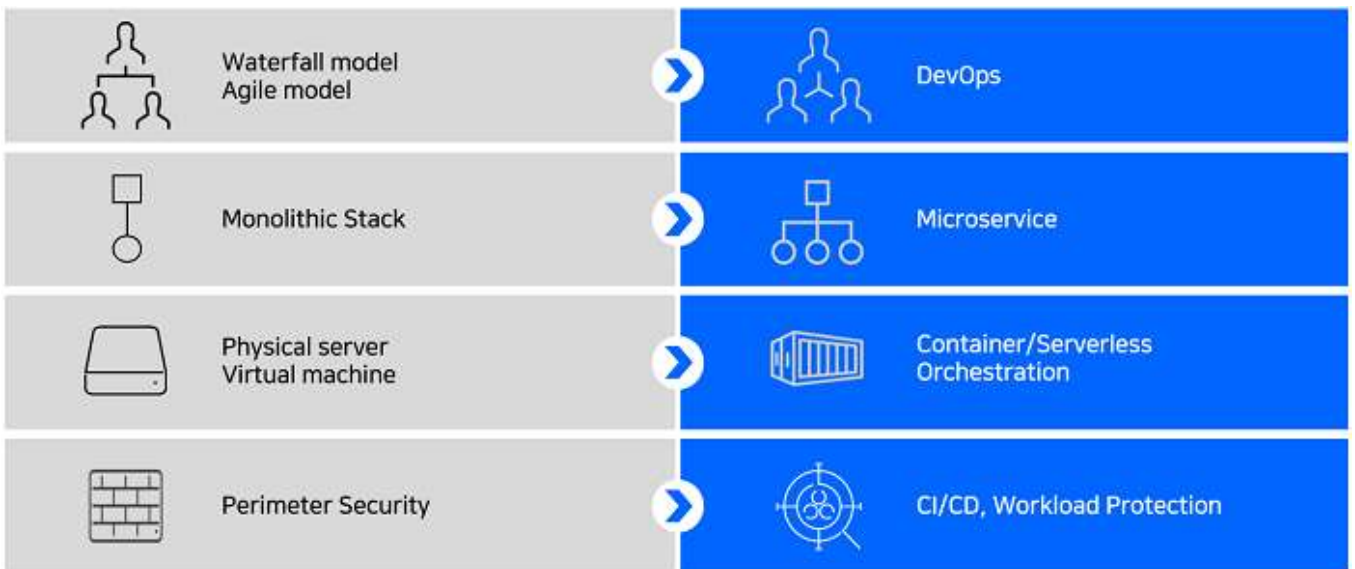 Waterfall model
Agile model
DevOps
Monolithic Stack
Microservice
Physical server
Virtual machine
Container/Serverless
Orchestration
Perimeter Security
CI/CD, Workload Protection